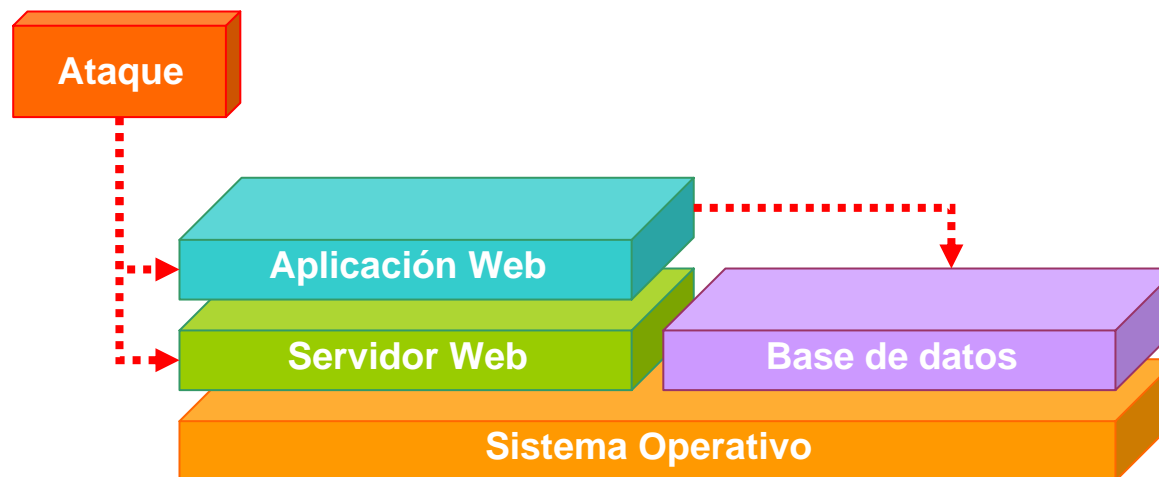 Ataque
Aplicación Web
Servidor Web
Base de datos
Sistema Operativo